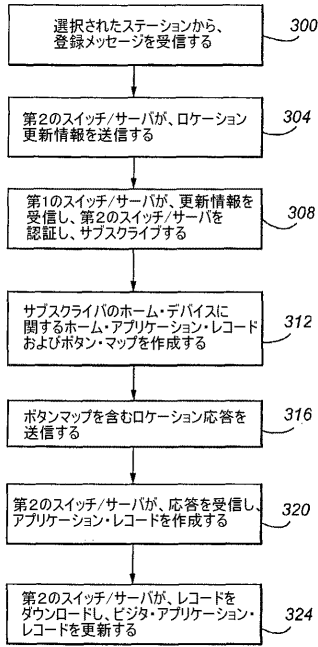 選択されたステーションから、
登録メッセージを受信する
300
第2のスイッチ/サーバが、ロケーション
更新情報を送信する
304
第1のスイッチ/サーバが、更新情報を
受信し、第2のスイッチ/サーバを
認証し、サブスクライブする
308
サブスクライバのホーム・デバイスに
関するホーム・アプリケーション・レコード
およびボタン・マップを作成する
312
ボタンマップを含むロケーション応答を
送信する
316
第2のスイッチ/サーバが、応答を受信し、
アプリケーション・レコードを作成する
320
第2のスイッチ/サーバが、レコードを
ダウンロードし、ビジタ・アプリケーション・
レコードを更新する
324